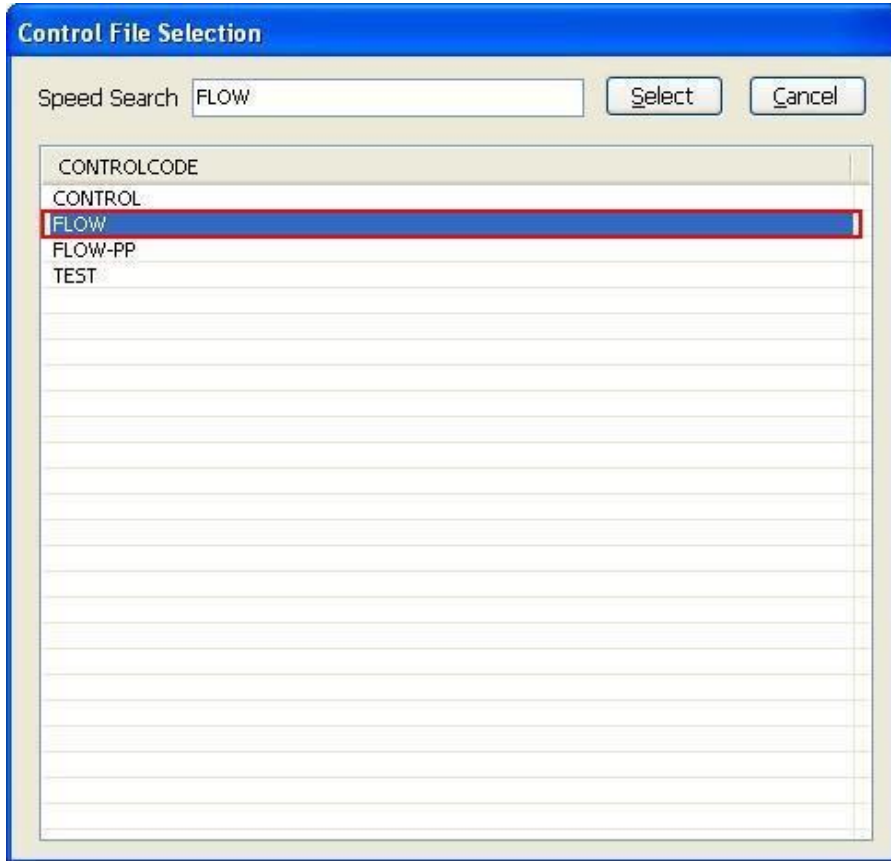 Control File Selection
Speed Search FLOW Select Cancel
CONTROLCODE
CONTROL
FLOW
FLOW-PP
TEST